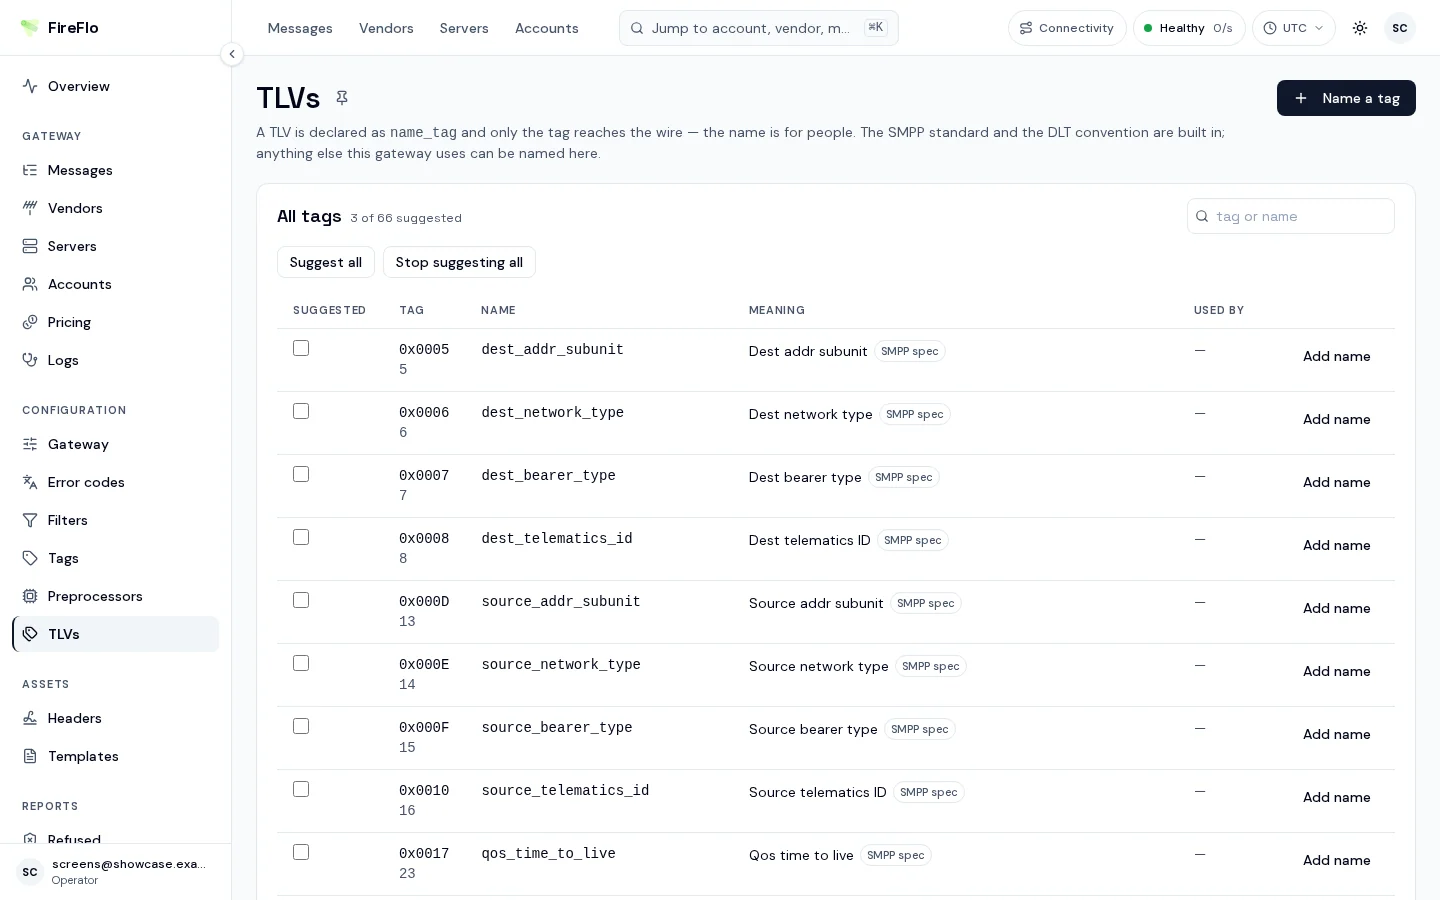 FireFlo
Messages
Vendors
Servers
Accounts
Jump to account, vendor, m...
⌘K
Connectivity
Healthy 0/s
UTC
SC
Overview
GATEWAY
Messages
Vendors
Servers
Accounts
Pricing
Logs
CONFIGURATION
Gateway
Error codes
Filters
Tags
Preprocessors
TLVs
ASSETS
Headers
Templates
REPORTS
Refused
SC
screens@showcase.exa...
Operator
TLVs
Name a tag
A TLV is declared as name_tag and only the tag reaches the wire — the name is for people. The SMPP standard and the DLT convention are built in;
anything else this gateway uses can be named here.
All tags 3 of 66 suggested
tag or name
Suggest all
Stop suggesting all
SUGGESTED TAG NAME MEANING USED BY
0x0005 dest_addr_subunit Dest addr subunit SMPP spec — Add name
5
0x0006 dest_network_type Dest network type SMPP spec — Add name
6
0x0007 dest_bearer_type Dest bearer type SMPP spec — Add name
7
0x0008 dest_telematics_id Dest telematics ID SMPP spec — Add name
8
0x000D source_addr_subunit Source addr subunit SMPP spec — Add name
13
0x000E source_network_type Source network type SMPP spec — Add name
14
0x000F source_bearer_type Source bearer type SMPP spec — Add name
15
0x0010 source_telematics_id Source telematics ID SMPP spec — Add name
16
0x0017 qos_time_to_live Qos time to live SMPP spec — Add name
23